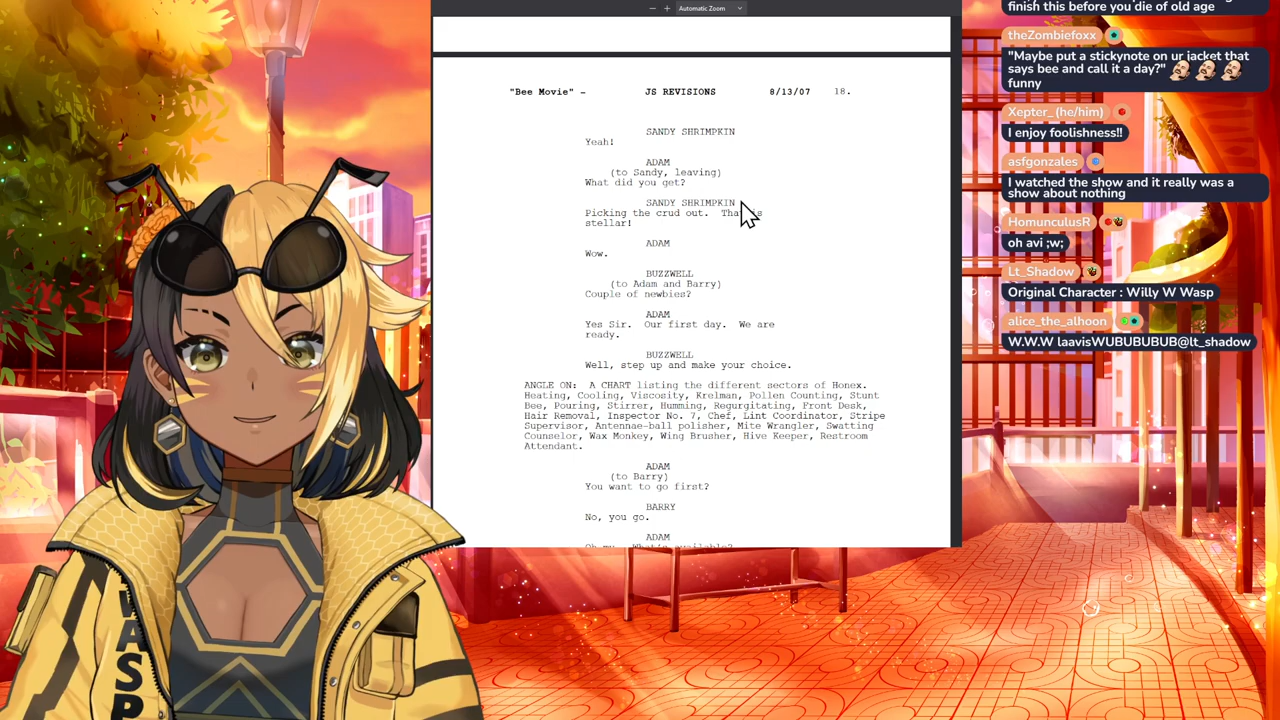 Automatic Zoom
"Bee Movie" - JS REVISIONS 8/13/07 18.
SANDY SHRIMPKIN
Yeah!
ADAM
(to Sandy, leaving)
What did you get?
SANDY SHRIMPKIN
Picking the crud out. That is
stellar!
ADAM
Wow.
BUZZWELL
(to Adam and Barry)
Couple of newbies?
ADAM
Yes Sir. Our first day. We are
ready.
BUZZWELL
Well, step up and make your choice.
ANGLE ON: A CHART listing the different sectors of Honex.
Heating, Cooling, Viscosity, Krelman, Pollen Counting, Stunt
Bee, Pouring, Stirrer, Humming, Regurgitating, Front Desk,
Hair Removal, Inspector No. 7, Chef, Lint Coordinator, Stripe
Supervisor, Antennae-ball polisher, Mite Wrangler, Swatting
Counselor, Wax Monkey, Wing Brusher, Hive Keeper, Restroom
Attendant.
ADAM
(to Barry)
You want to go first?
BARRY
No, you go.
ADAM
Oh my. What's available?
finish this before you die of old age
theZombiefoxx
"Maybe put a stickynote on ur jacket that
says bee and call it a day?"
funny
Xepter_(he/him)
I enjoy foolishness!!
asfgonzales
I watched the show and it really was a
show about nothing
HomunculusR
oh avi ;w;
Lt_Shadow
Original Character : Willy W Wasp
alice_the_alhoon
W.W.W laavisWUBUBUBUB@lt_shadow
WASP